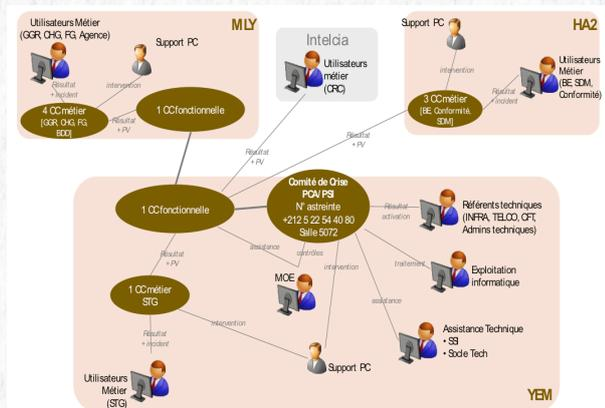 Utilisateurs Métier
(GGR, CHG, FG, Agence)
MLY
Support PC
Résultat
+ incident
intervention
4 CC métier
[GGR, CHG, FG,
BDD]
Résultat
+ PV
1 CC fonctionnelle
Intelcia
Utilisateurs
métier
(CRC)
Support PC
HA2
intervention
Utilisateurs
Métier
(BE, SDM,
Conformité)
Résultat
+ incident
3 CC métier
[BE, Conformité,
SDM]
Résultat
+ PV
Résultat
+ PV
1 CC fonctionnelle
Comité de Crise
PCA/ PSI
N° astreinte
+212 5 22 54 40 80
Salle 5072
Résultat
activation
Référents techniques
(INFRA, TELCO, CFT,
Admins techniques)
assistance
contrôles
Résultat
+ PV
intervention
traitement
Exploitation
informatique
MOE
1 CC métier
STG
assistance
Résultat
+ incident
intervention
Assistance Technique
• SSI
• Socle Tech
Support PC
Utilisateurs
Métier
(STG)
YEM